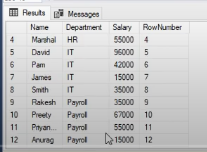 Results Messages
Name Department Salary RowNumber
4 Marshal HR 55000 4
5 David IT 96000 5
6 Pam IT 42000 6
7 James IT 15000 7
8 Smith IT 35000 8
9 Rakesh Payroll 35000 9
10 Preety Payroll 67000 10
11 Priyan... Payroll 55000 11
12 Anurag Payroll 15000 12